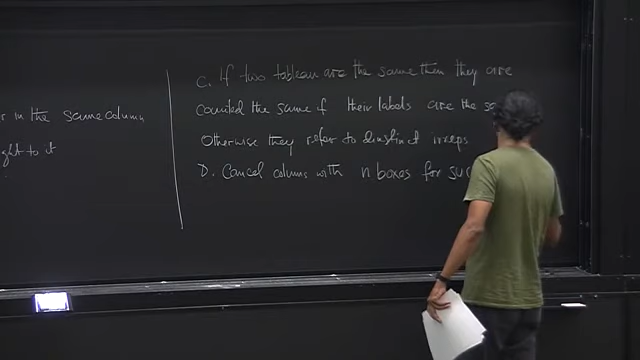 r in the same column
ght to it
C. If two tableau are the same then they are
Counted the same if their labels are the
Otherwise they refer to distinct irreps
D. Cancel columns with n boxes for SU